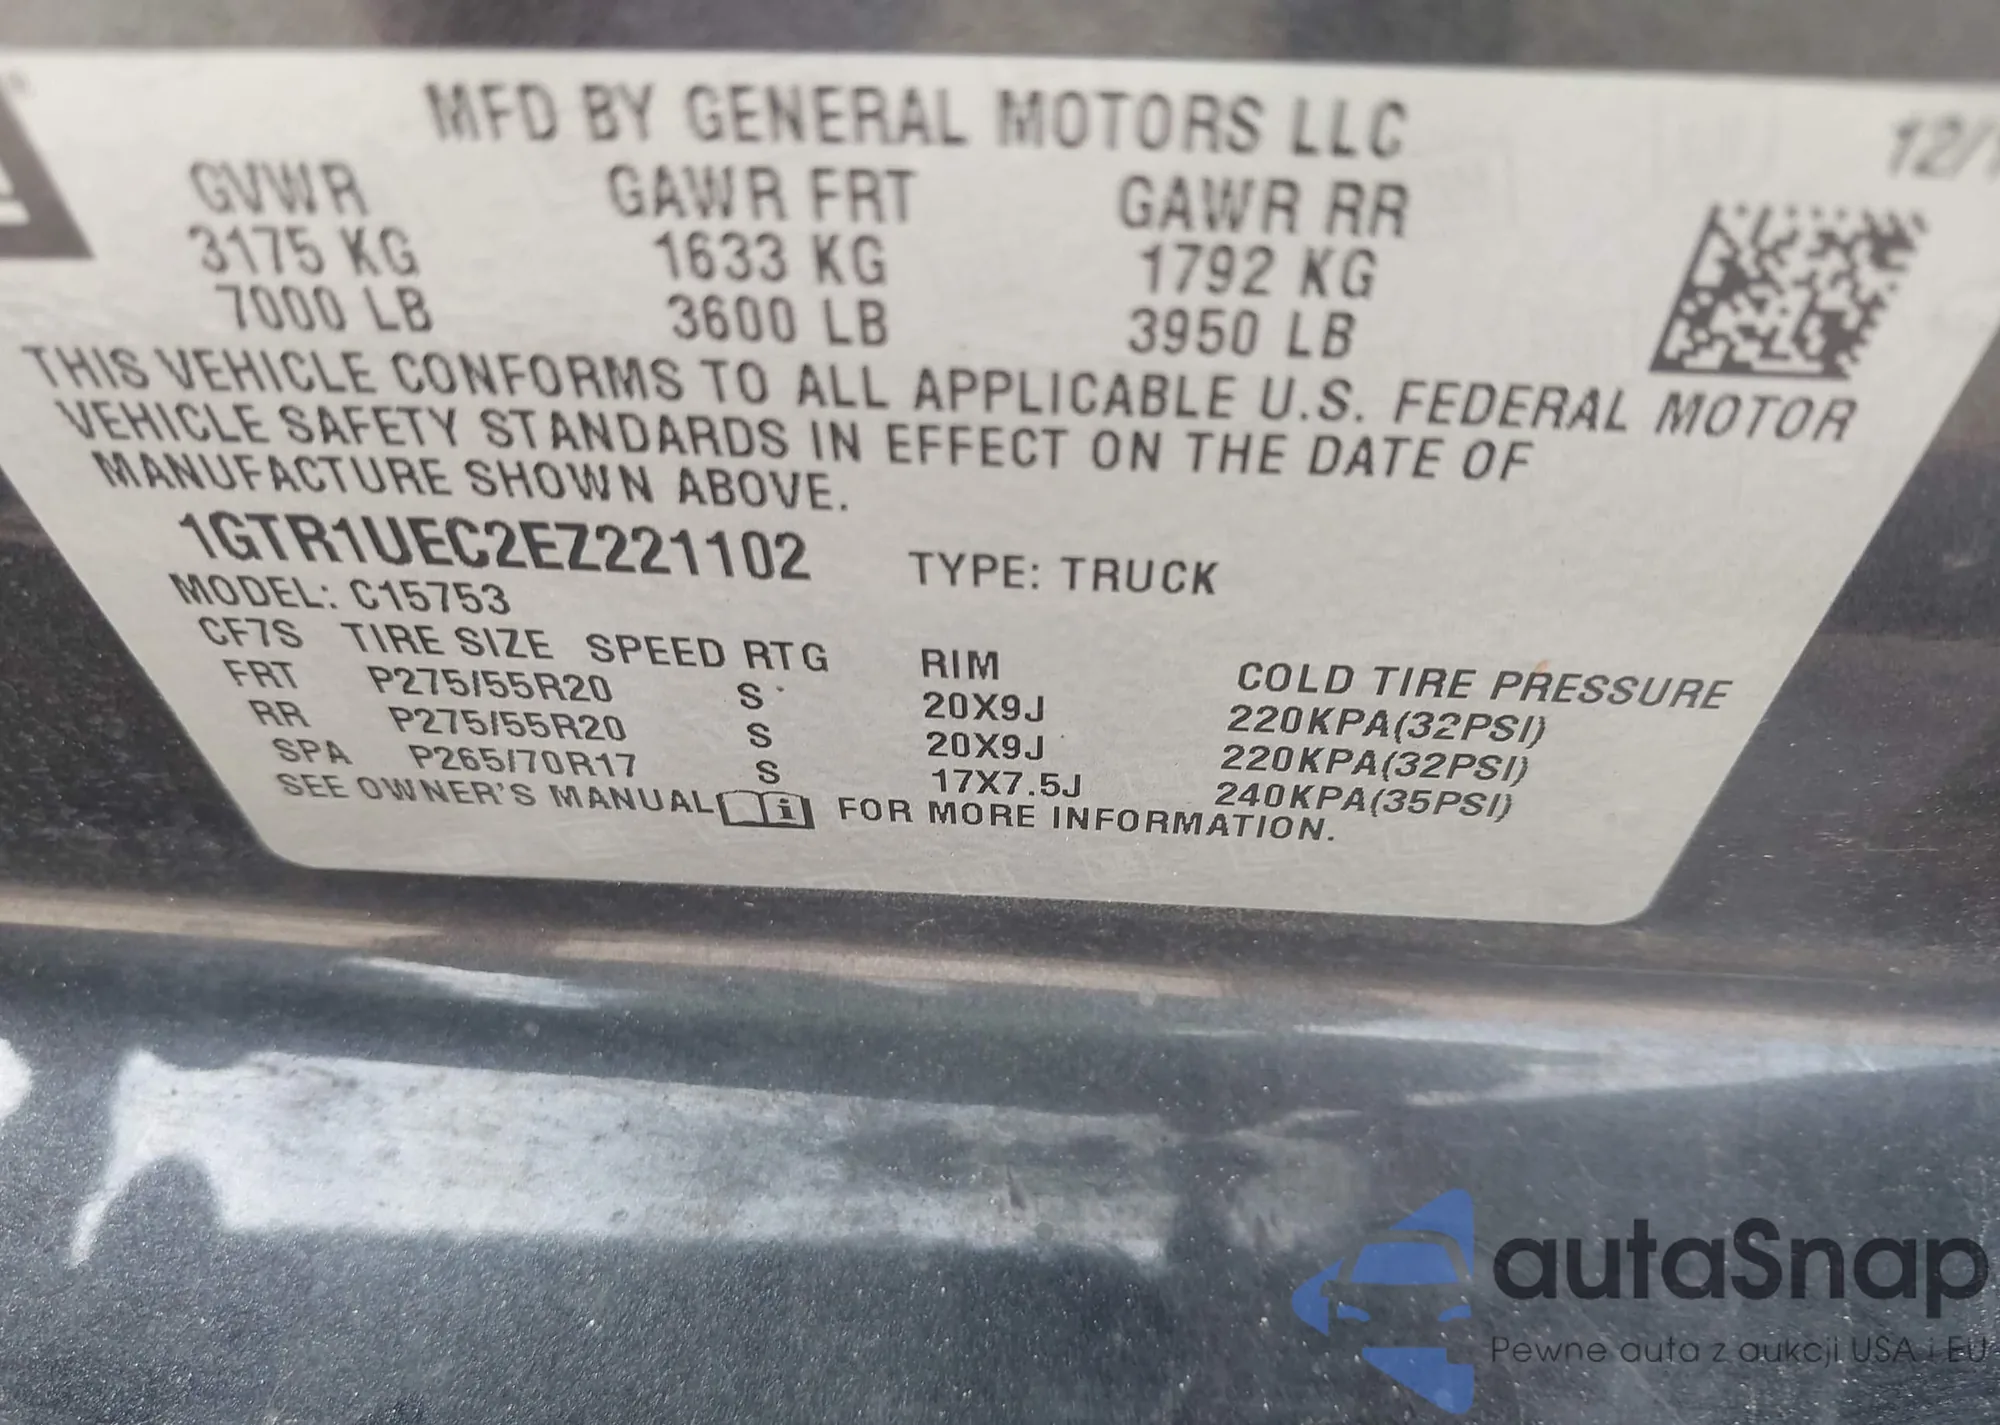 MFD BY GENERAL MOTORS LLC
12/1
GVWR GAWR FRT GAWR RR
3175 KG 1633 KG 1792 KG
7000 LB 3600 LB 3950 LB
THIS VEHICLE CONFORMS TO ALL APPLICABLE U.S. FEDERAL MOTOR
VEHICLE SAFETY STANDARDS IN EFFECT ON THE DATE OF
MANUFACTURE SHOWN ABOVE.
1GTR1UEC2EZ221102 TYPE: TRUCK
MODEL: C15753
CF7S TIRE SIZE SPEED RTG RIM COLD TIRE PRESSURE
FRT P275/55R20 S 20X9J 220KPA(32PSI)
RR P275/55R20 S 20X9J 220KPA(32PSI)
SPA P265/70R17 S 17X7.5J 240KPA(35PSI)
SEE OWNER'S MANUAL i FOR MORE INFORMATION.
autaSnap
Pewne auta z aukcji USA i EU